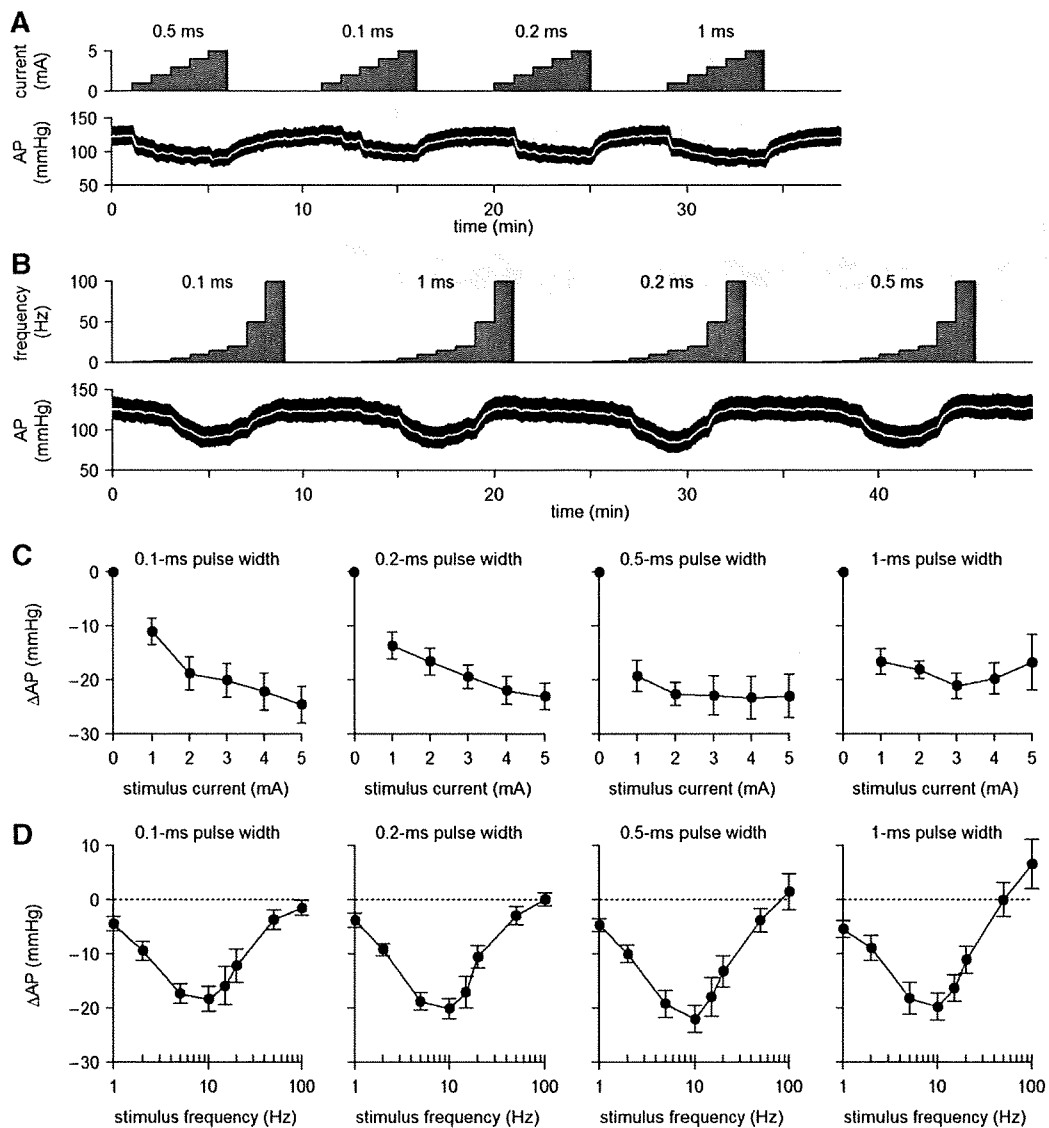 A
0.5 ms 0.1 ms 0.2 ms 1 ms
current
(mA)
5
0
AP
(mmHg)
150
100
50
0 10 20 30
time (min)
B
0.1 ms 1 ms 0.2 ms 0.5 ms
frequency
(Hz)
100
50
0
AP
(mmHg)
150
100
50
0 10 20 30 40
time (min)
C
0.1-ms pulse width 0.2-ms pulse width 0.5-ms pulse width 1-ms pulse width
ΔAP (mmHg)
0
−10
−20
−30
0 1 2 3 4 5 0 1 2 3 4 5 0 1 2 3 4 5 0 1 2 3 4 5
stimulus current (mA) stimulus current (mA) stimulus current (mA) stimulus current (mA)
D
0.1-ms pulse width 0.2-ms pulse width 0.5-ms pulse width 1-ms pulse width
ΔAP (mmHg)
10
0
−10
−20
−30
1 10 100 1 10 100 1 10 100 1 10 100
stimulus frequency (Hz) stimulus frequency (Hz) stimulus frequency (Hz) stimulus frequency (Hz)